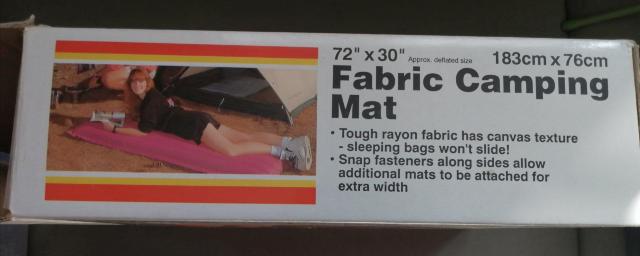 72" x 30" Approx. deflated size 183cm x 76cm
Fabric Camping
Mat
• Tough rayon fabric has canvas texture
- sleeping bags won't slide!
• Snap fasteners along sides allow
additional mats to be attached for
extra width